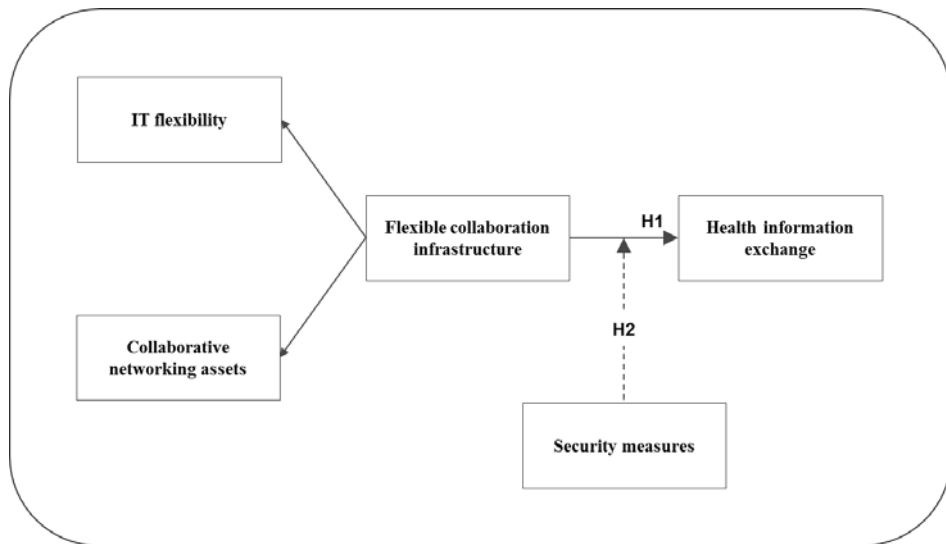 IT flexibility
Flexible collaboration
infrastructure
H1
Health information
exchange
Collaborative
networking assets
H2
Security measures